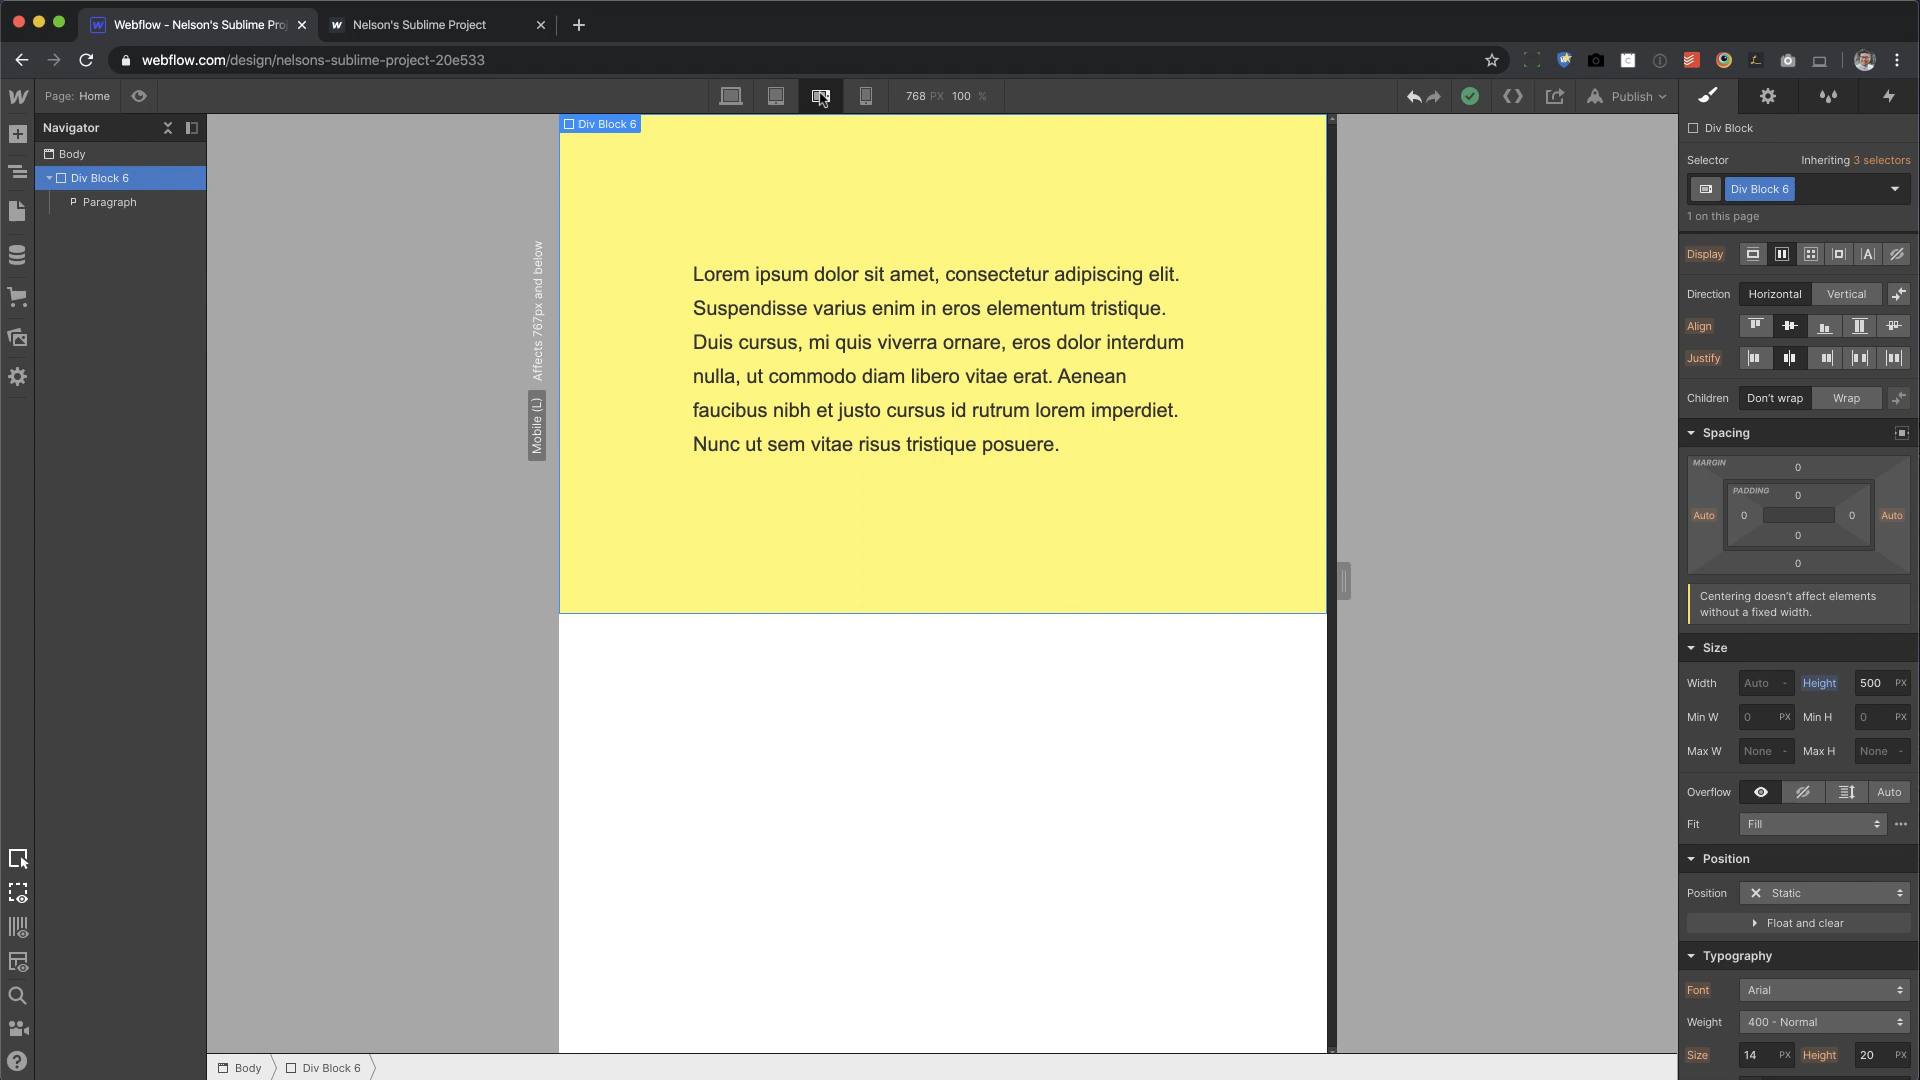 Webflow - Nelson's Sublime Proj
Nelson's Sublime Project
webflow.com/design/nelsons-sublime-project-20e533
Page: Home
768 PX 100 %
Publish
Navigator
Body
Div Block 6
Paragraph
Div Block 6
Affects 767px and below
Mobile (L)
Lorem ipsum dolor sit amet, consectetur adipiscing elit.
Suspendisse varius enim in eros elementum tristique.
Duis cursus, mi quis viverra ornare, eros dolor interdum
nulla, ut commodo diam libero vitae erat. Aenean
faucibus nibh et justo cursus id rutrum lorem imperdiet.
Nunc ut sem vitae risus tristique posuere.
Div Block
Selector Inheriting 3 selectors
Div Block 6
1 on this page
Display
Direction Horizontal Vertical
Align
Justify
Children Don't wrap Wrap
Spacing
MARGIN
0
PADDING
0
Auto 0 0 Auto
0
0
Centering doesn't affect elements
without a fixed width.
Size
Width Auto - Height 500 PX
Min W 0 PX Min H 0 PX
Max W None - Max H None -
Overflow Auto
Fit Fill
Position
Position Static
Float and clear
Typography
Font Arial
Weight 400 - Normal
Size 14 PX Height 20 PX
Body Div Block 6